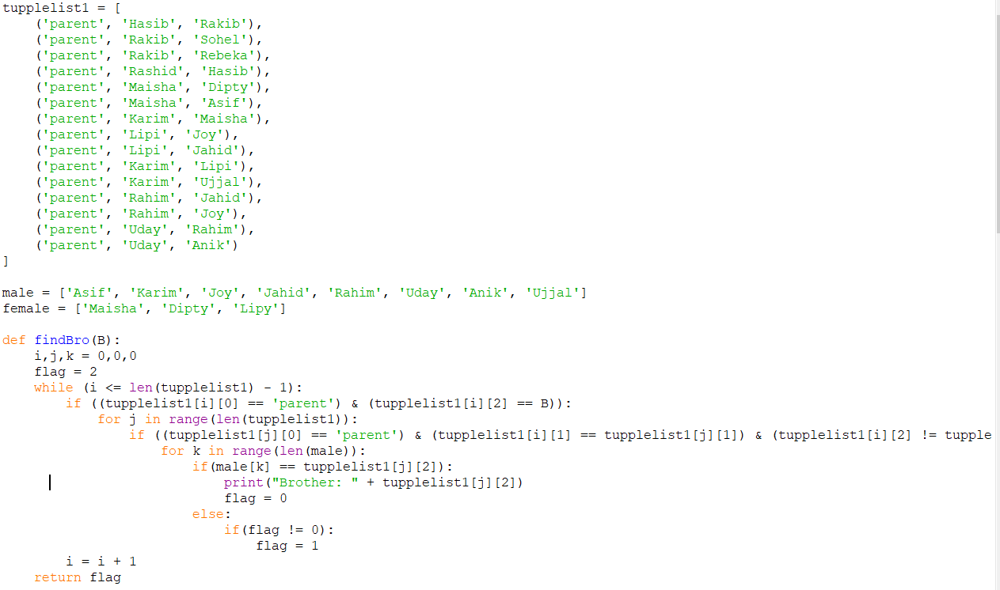 tupplelist1 = [
    ('parent', 'Hasib', 'Rakib'),
    ('parent', 'Rakib', 'Sohel'),
    ('parent', 'Rakib', 'Rebeka'),
    ('parent', 'Rashid', 'Hasib'),
    ('parent', 'Maisha', 'Dipty'),
    ('parent', 'Maisha', 'Asif'),
    ('parent', 'Karim', 'Maisha'),
    ('parent', 'Lipi', 'Joy'),
    ('parent', 'Lipi', 'Jahid'),
    ('parent', 'Karim', 'Lipi'),
    ('parent', 'Karim', 'Ujjal'),
    ('parent', 'Rahim', 'Jahid'),
    ('parent', 'Rahim', 'Joy'),
    ('parent', 'Uday', 'Rahim'),
    ('parent', 'Uday', 'Anik')
]
male = ['Asif', 'Karim', 'Joy', 'Jahid', 'Rahim', 'Uday', 'Anik', 'Ujjal']
female = ['Maisha', 'Dipty', 'Lipy']
def findBro(B):
    i,j,k = 0,0,0
    flag = 2
    while (i <= len(tupplelist1) - 1):
        if ((tupplelist1[i][0] == 'parent') & (tupplelist1[i][2] == B)):
            for j in range(len(tupplelist1)):
                if ((tupplelist1[j][0] == 'parent') & (tupplelist1[i][1] == tupplelist1[j][1]) & (tupplelist1[i][2] != tupple
                    for k in range(len(male)):
                        if(male[k] == tupplelist1[j][2]):
                            print("Brother: " + tupplelist1[j][2])
                            flag = 0
                        else:
                            if(flag != 0):
                                flag = 1
        i = i + 1
    return flag